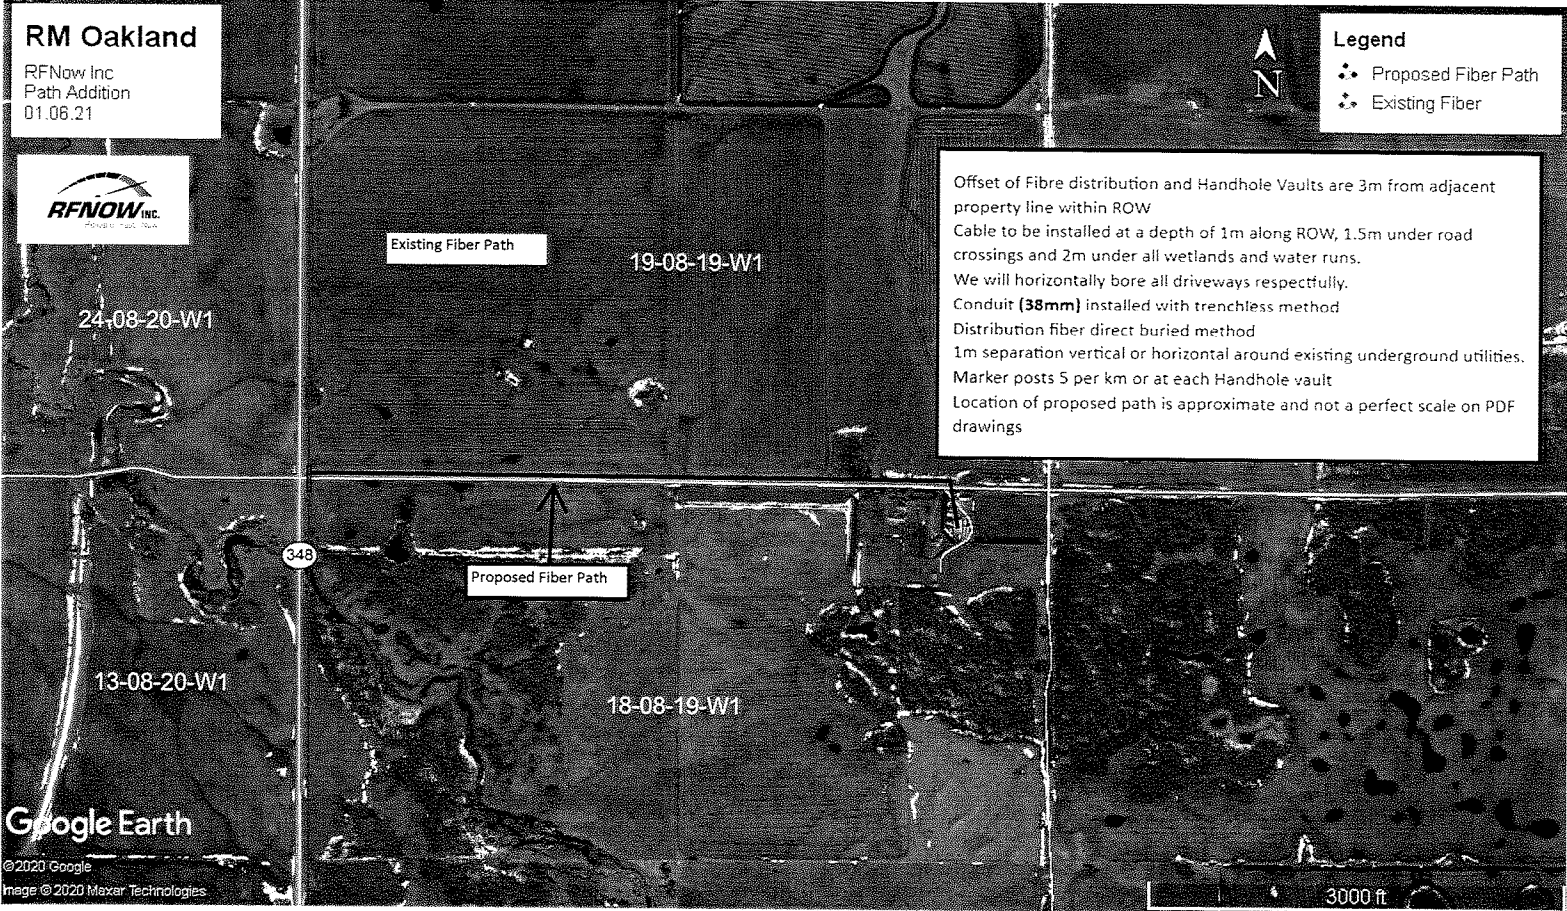 RM Oakland
RFNow Inc
Path Addition
01.06.21
RFNOW INC.
N
Legend
Proposed Fiber Path
Existing Fiber
Offset of Fibre distribution and Handhole Vaults are 3m from adjacent
property line within ROW
Cable to be installed at a depth of 1m along ROW, 1.5m under road
crossings and 2m under all wetlands and water runs.
We will horizontally bore all driveways respectfully.
Conduit (38mm) installed with trenchless method
Distribution fiber direct buried method
1m separation vertical or horizontal around existing underground utilities.
Marker posts 5 per km or at each Handhole vault
Location of proposed path is approximate and not a perfect scale on PDF
drawings
Existing Fiber Path
19-08-19-W1
24-08-20-W1
348
Proposed Fiber Path
13-08-20-W1
18-08-19-W1
Google Earth
©2020 Google
Image © 2020 Maxar Technologies
3000 ft